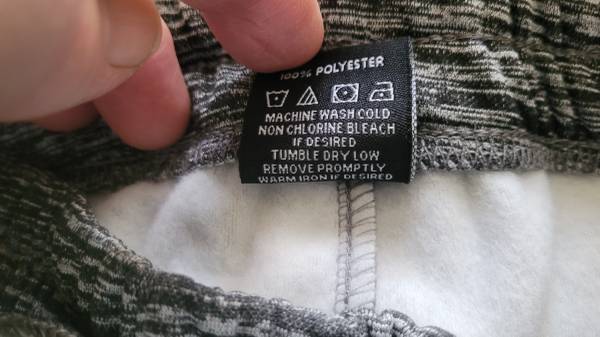 100% POLYESTER
MACHINE WASH COLD
NON CHLORINE BLEACH
IF DESIRED
TUMBLE DRY LOW
REMOVE PROMPTLY
WARM IRON IF DESIRED